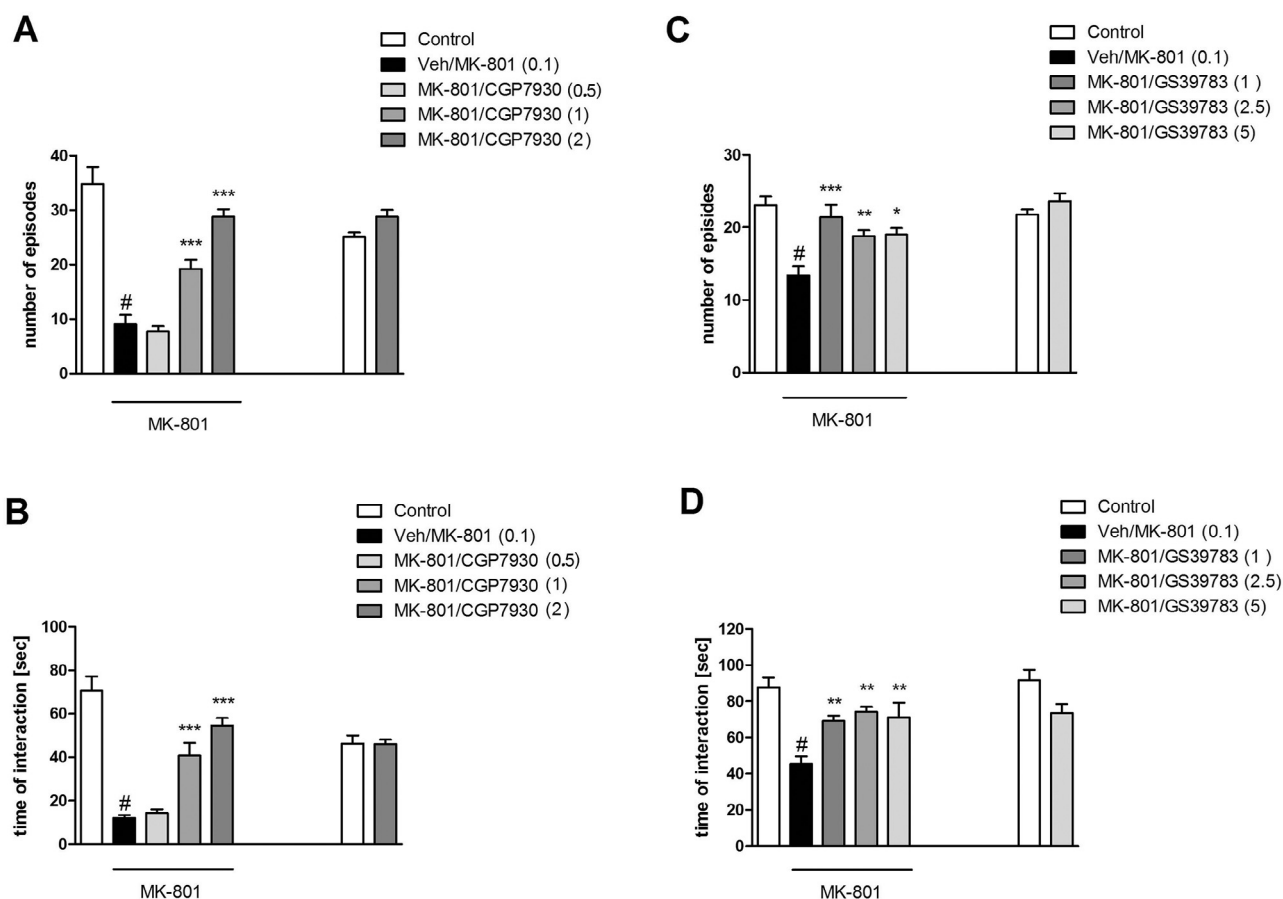 A
Control
Veh/MK-801 (0.1)
MK-801/CGP7930 (0.5)
MK-801/CGP7930 (1)
MK-801/CGP7930 (2)
number of episodes
40
30
20
10
0
#
***
***
MK-801
C
Control
Veh/MK-801 (0.1)
MK-801/GS39783 (1 )
MK-801/GS39783 (2.5)
MK-801/GS39783 (5)
number of episides
30
20
10
0
#
***
**
*
MK-801
B
Control
Veh/MK-801 (0.1)
MK-801/CGP7930 (0.5)
MK-801/CGP7930 (1)
MK-801/CGP7930 (2)
time of interaction [sec]
100
80
60
40
20
0
#
***
***
MK-801
D
Control
Veh/MK-801 (0.1)
MK-801/GS39783 (1 )
MK-801/GS39783 (2.5)
MK-801/GS39783 (5)
time of interaction [sec]
120
100
80
60
40
20
0
#
**
**
**
MK-801